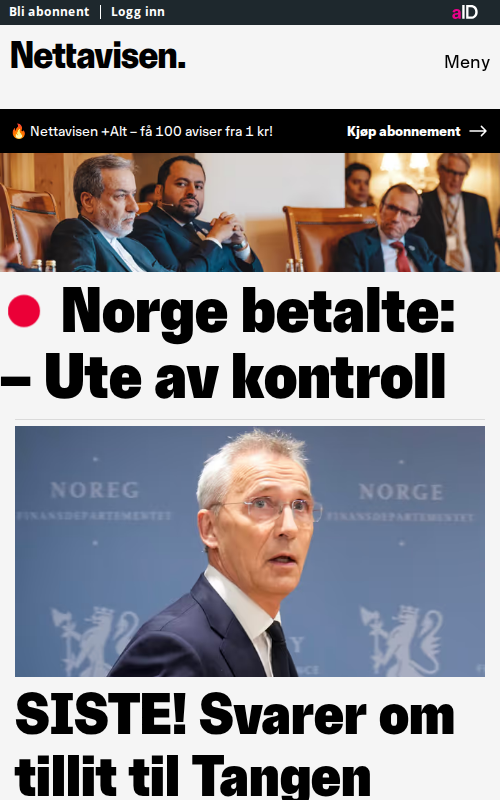 Bli abonnent | Logg inn
aID
Nettavisen.
Meny
🔥 Nettavisen +Alt – få 100 aviser fra 1 kr!
Kjøp abonnement →
Norge betalte:
– Ute av kontroll
NOREG
FINANSDEPARTEMENTET
NORGE
FINANSDEPARTEMENTET
SISTE! Svarer om
tillit til Tangen